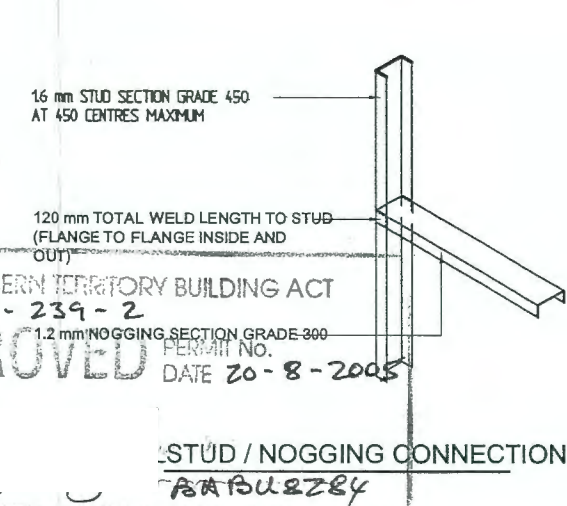 1.6 mm STUD SECTION GRADE 450
AT 450 CENTRES MAXIMUM
120 mm TOTAL WELD LENGTH TO STUD
(FLANGE TO FLANGE INSIDE AND
OUT)
ERN TERRITORY BUILDING ACT
- 239 - 2
1.2 mm NOGGING SECTION GRADE 300
OVED PERMIT No.
DATE 20 - 8 - 2005
STUD / NOGGING CONNECTION